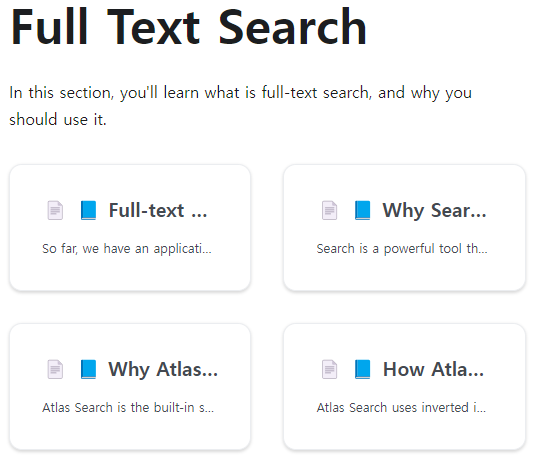 Full Text Search
In this section, you'll learn what is full-text search, and why you
should use it.
Full-text ...
So far, we have an applicati...
Why Sear...
Search is a powerful tool th...
Why Atlas...
Atlas Search is the built-in s...
How Atla...
Atlas Search uses inverted i...